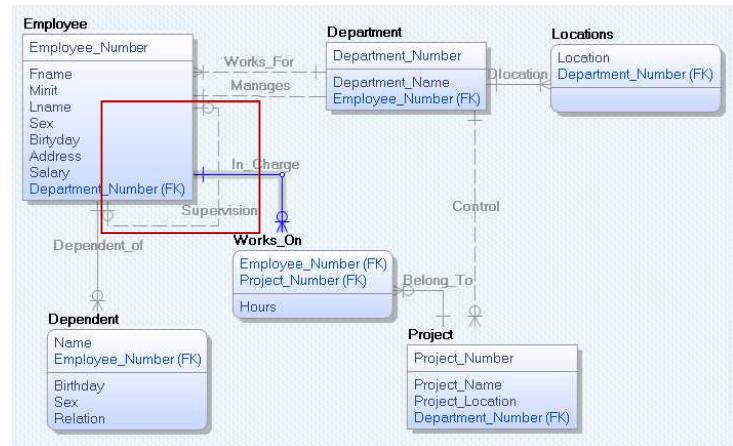 Employee
Employee_Number
Fname
Minit
Lname
Sex
Birtyday
Address
Salary
Department_Number (FK)
Works_For
Manages
Department
Department_Number
Department_Name
Employee_Number (FK)
Dlocation
Locations
Location
Department_Number (FK)
In_Charge
Supervision
Control
Dependent_of
Works_On
Employee_Number (FK)
Project_Number (FK)
Hours
Belong_To
Dependent
Name
Employee_Number (FK)
Birthday
Sex
Relation
Project
Project_Number
Project_Name
Project_Location
Department_Number (FK)